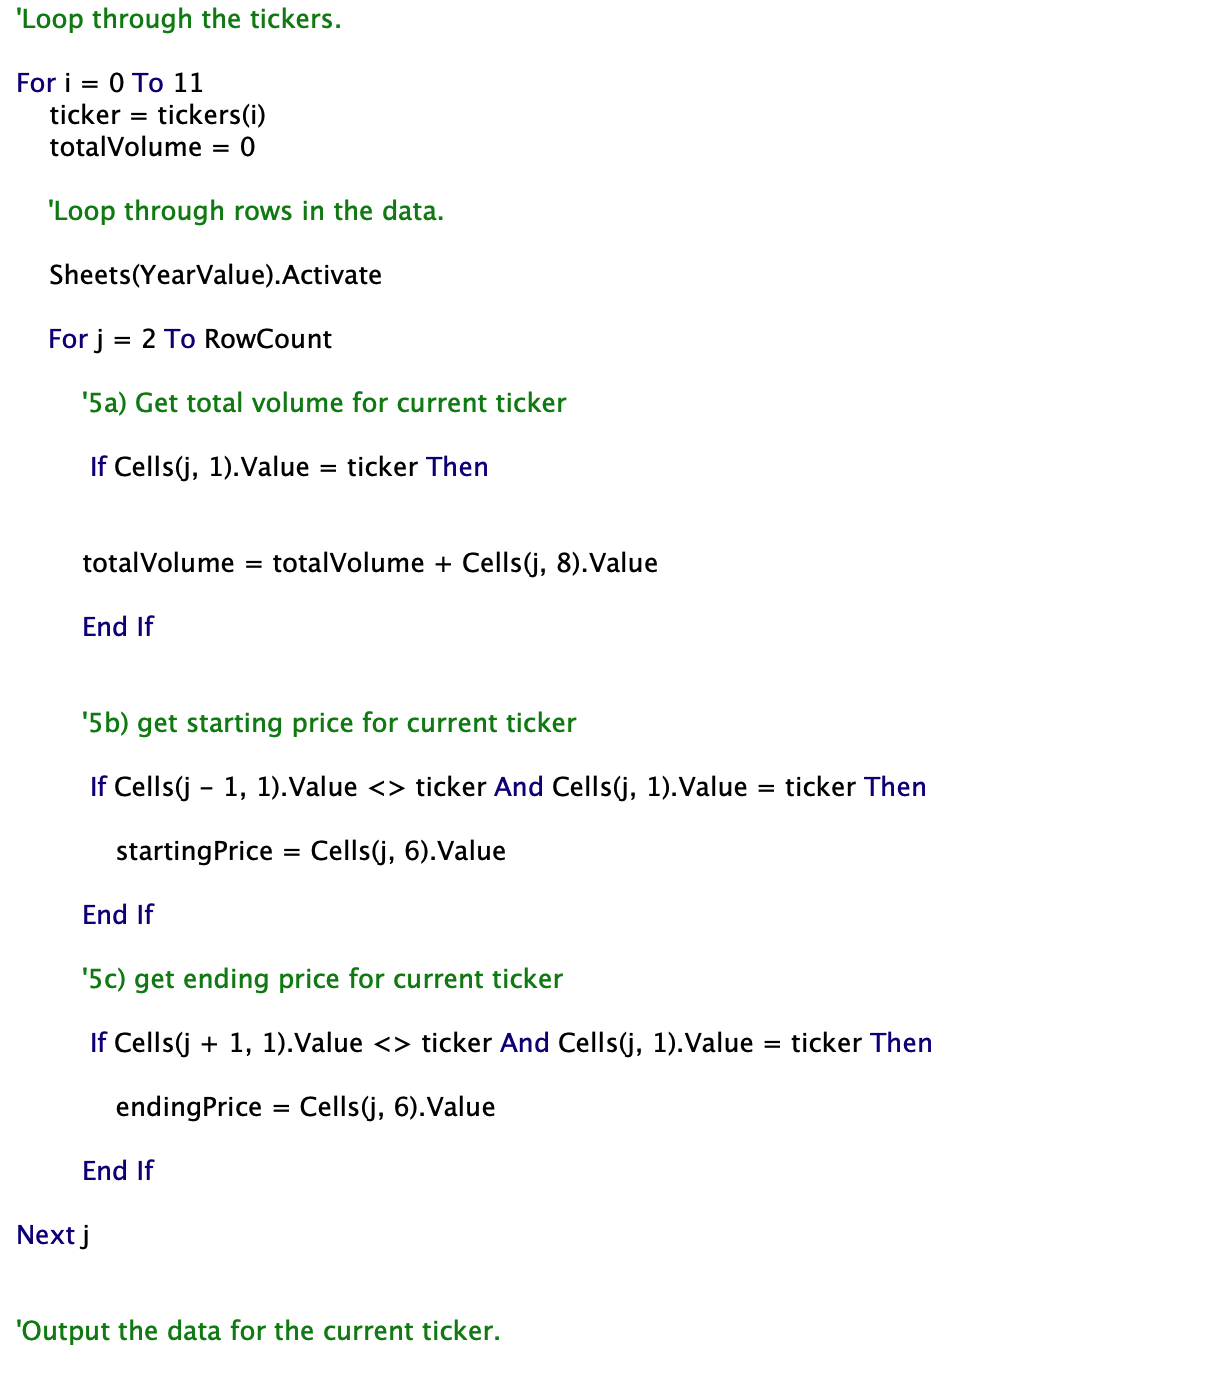 'Loop through the tickers.
For i = 0 To 11
ticker = tickers(i)
totalVolume = 0
'Loop through rows in the data.
Sheets(YearValue).Activate
For j = 2 To RowCount
'5a) Get total volume for current ticker
If Cells(j, 1).Value = ticker Then
totalVolume = totalVolume + Cells(j, 8).Value
End If
'5b) get starting price for current ticker
If Cells(j - 1, 1).Value <> ticker And Cells(j, 1).Value = ticker Then
startingPrice = Cells(j, 6).Value
End If
'5c) get ending price for current ticker
If Cells(j + 1, 1).Value <> ticker And Cells(j, 1).Value = ticker Then
endingPrice = Cells(j, 6).Value
End If
Next j
'Output the data for the current ticker.